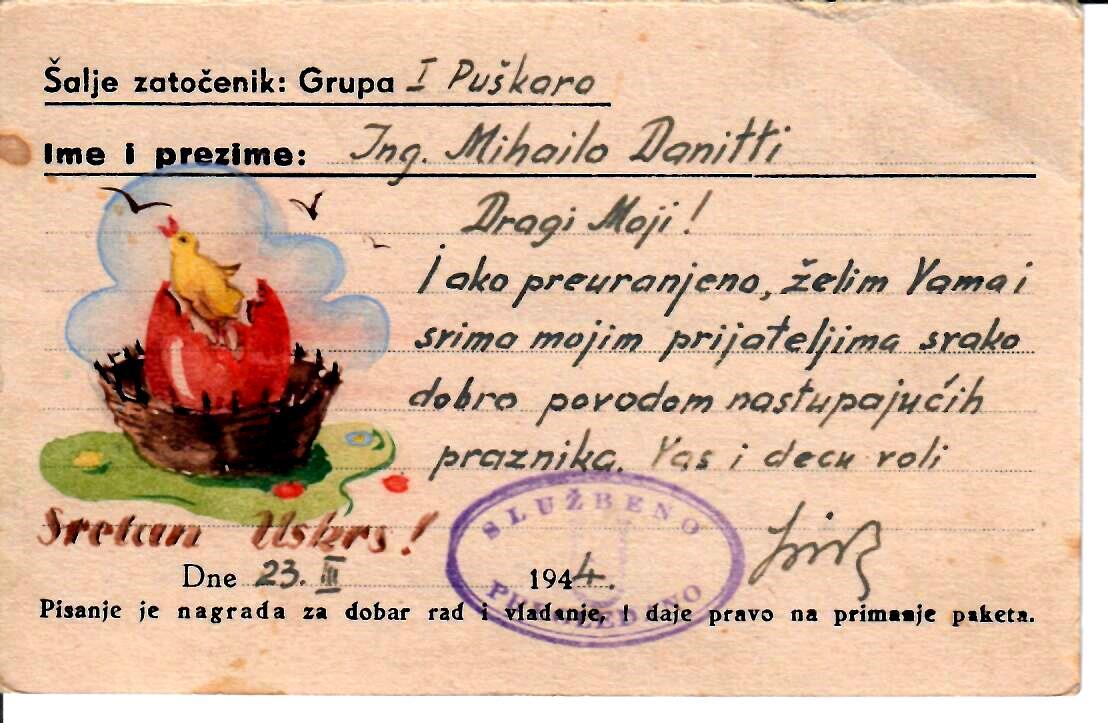 Šalje zatočenik: Grupa I Puškara
Ime i prezime: Ing. Mihailo Danitti
Dragi Moji!
I ako preuranjeno, želim Vama i
svima mojim prijateljima svako
dobro povodom nastupajućih
praznika. Vas i decu voli
Sretan Uskrs!
SLUŽBENO
Dne 23. III 1944.
Pisanje je nagrada za dobar rad i vladanje, i daje pravo na primanje paketa.